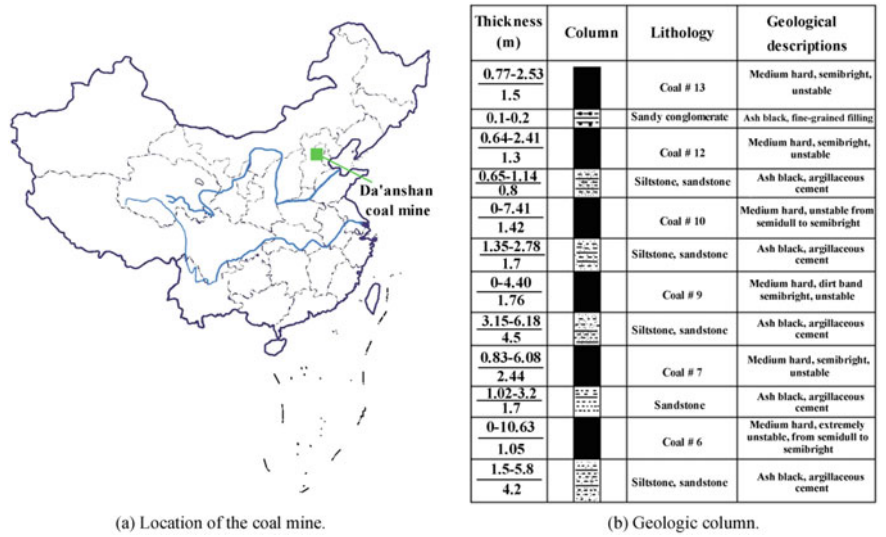 Da'anshan
coal mine
(a) Location of the coal mine.
Thickness
(m)
Column
Lithology
Geological
descriptions
0.77-2.53
1.5
Coal # 13
Medium hard, semibright,
unstable
0.1-0.2
Sandy conglomerate
Ash black, fine-grained filling
0.64-2.41
1.3
Coal # 12
Medium hard, semibright,
unstable
0.65-1.14
0.8
Siltstone, sandstone
Ash black, argillaceous
cement
0-7.41
1.42
Coal # 10
Medium hard, unstable from
semidull to semibright
1.35-2.78
1.7
Siltstone, sandstone
Ash black, argillaceous
cement
0-4.40
1.76
Coal # 9
Medium hard, dirt band
semibright, unstable
3.15-6.18
4.5
Siltstone, sandstone
Ash black, argillaceous
cement
0.83-6.08
2.44
Coal # 7
Medium hard, semibright,
unstable
1.02-3.2
1.7
Sandstone
Ash black, argillaceous
cement
0-10.63
1.05
Coal # 6
Medium hard, extremely
unstable, from semidull to
semibright
1.5-5.8
4.2
Siltstone, sandstone
Ash black, argillaceous
cement
(b) Geologic column.